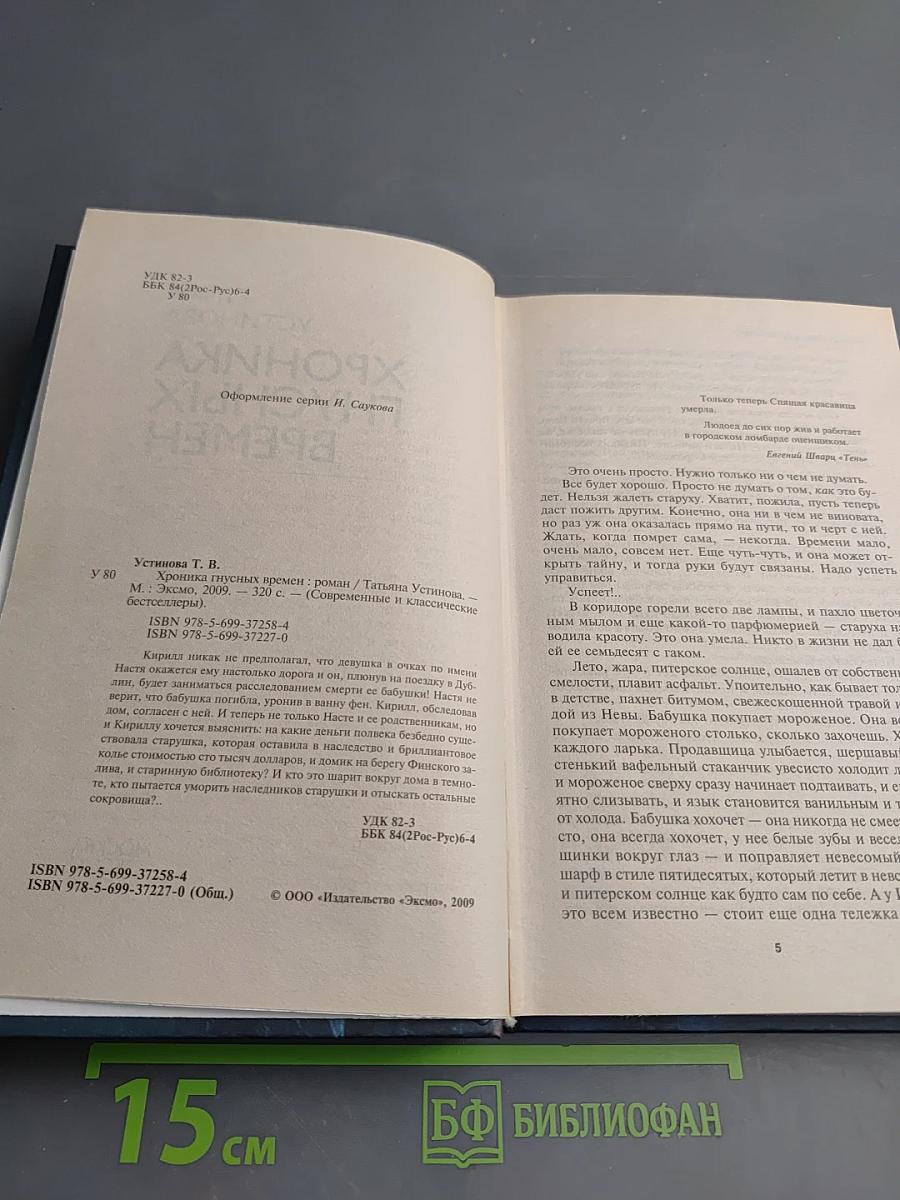 УДК 82-3
ББК 84(2Рос-Рус)6-4
У 80
Оформление серии И. Саукова
Устинова Т. В.
У 80 Хроника гнусных времен : роман / Татьяна Устинова. —
М. : Эксмо, 2009. — 320 с. — (Современные и классические
бестселлеры).
ISBN 978-5-699-37258-4
ISBN 978-5-699-37227-0
Кирилл никак не предполагал, что девушка в очках по имени
Настя окажется ему настолько дорога и он, плюнув на поездку в Дуб-
лин, будет заниматься расследованием смерти ее бабушки! Настя не
верит, что бабушка погибла, уронив в ванну фен. Кирилл, обследовав
дом, согласен с ней. И теперь не только Насте и ее родственникам, но
и Кириллу хочется выяснить: на какие деньги полвека безбедно суще-
ствовала старушка, которая оставила в наследство и бриллиантовое
колье стоимостью сто тысяч долларов, и домик на берегу Финского за-
лива, и старинную библиотеку? И кто это шарит вокруг дома в темно-
те, кто пытается уморить наследников старушки и отыскать остальные
сокровища?..
УДК 82-3
ББК 84(2Рос-Рус)6-4
ISBN 978-5-699-37258-4
ISBN 978-5-699-37227-0 (Общ.)
© ООО «Издательство «Эксмо», 2009
Только теперь Спящая красавица
умерла.
Людоед до сих пор жив и работает
в городском ломбарде оценщиком.
Евгений Шварц «Тень»
Это очень просто. Нужно только ни о чем не думать.
Все будет хорошо. Просто не думать о том, как это бу-
дет. Нельзя жалеть старуху. Хватит, пожила, пусть теперь
даст пожить другим. Конечно, она ни в чем не виновата,
но раз уж она оказалась прямо на пути, то и черт с ней.
Ждать, когда помрет сама, — некогда. Времени мало,
очень мало, совсем нет. Еще чуть-чуть, и она может от-
крыть тайну, и тогда руки будут связаны. Надо успеть
управиться.
Успеет!..
В коридоре горели всего две лампы, и пахло цветоч-
ным мылом и еще какой-то парфюмерией — старуха на
водила красоту. Это она умела. Никто в жизни не дал б
ей ее семьдесят с гаком.
Лето, жара, питерское солнце, ошалев от собственн
смелости, плавит асфальт. Упоительно, как бывает тол
в детстве, пахнет битумом, свежескошенной травой и
дой из Невы. Бабушка покупает мороженое. Она вс
покупает мороженого столько, сколько захочешь. Х
каждого ларька. Продавщица улыбается, шершавый
стенький вафельный стаканчик увесисто холодит л
и мороженое сверху сразу начинает подтаивать, и е
ятно слизывать, и язык становится ванильным и т
от холода. Бабушка хохочет — она никогда не смее
сто, она всегда хохочет, у нее белые зубы и весел
щинки вокруг глаз — и поправляет невесомый
шарф в стиле пятидесятых, который летит в невс
и питерском солнце как будто сам по себе. А у
это всем известно — стоит еще одна тележка
5
15 см
БФ БИБЛИОФАН